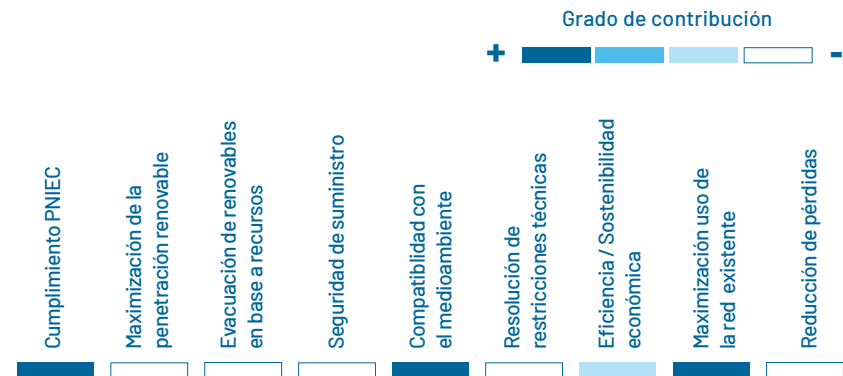 Grado de contribución
+ -
Cumplimiento PNIEC
Maximización de la
penetración renovable
Evacuación de renovables
en base a recursos
Seguridad de suministro
Compatiblidad con
el medioambiente
Resolución de
restricciones técnicas
Eficiencia / Sostenibilidad
económica
Maximización uso de
la red existente
Reducción de pérdidas